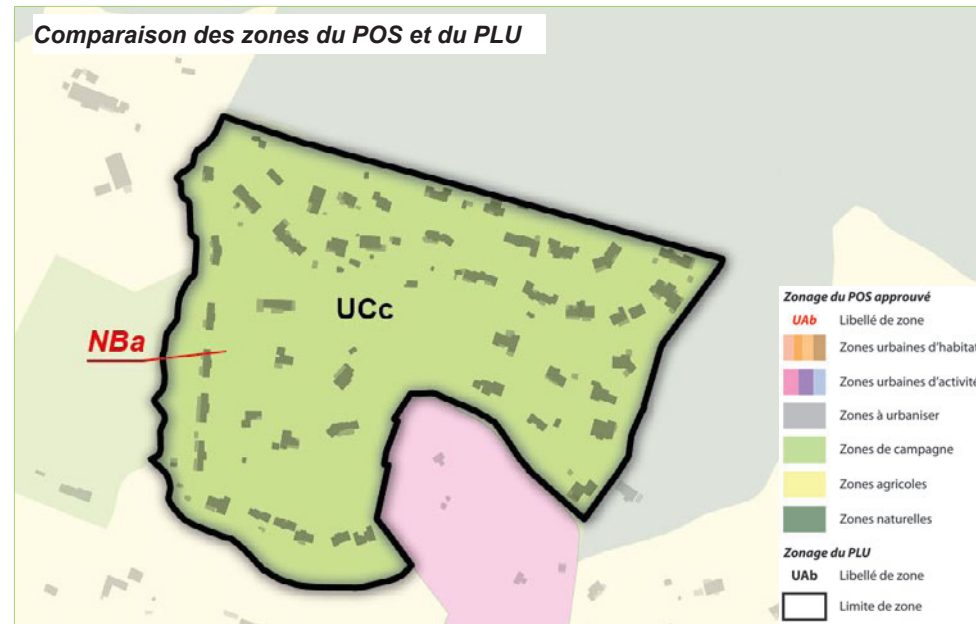 Comparaison des zones du POS et du PLU
UCc
NBa
Zonage du POS approuvé
UAb Libellé de zone
Zones urbaines d'habitat
Zones urbaines d'activité
Zones à urbaniser
Zones de campagne
Zones agricoles
Zones naturelles
Zonage du PLU
UAb Libellé de zone
Limite de zone